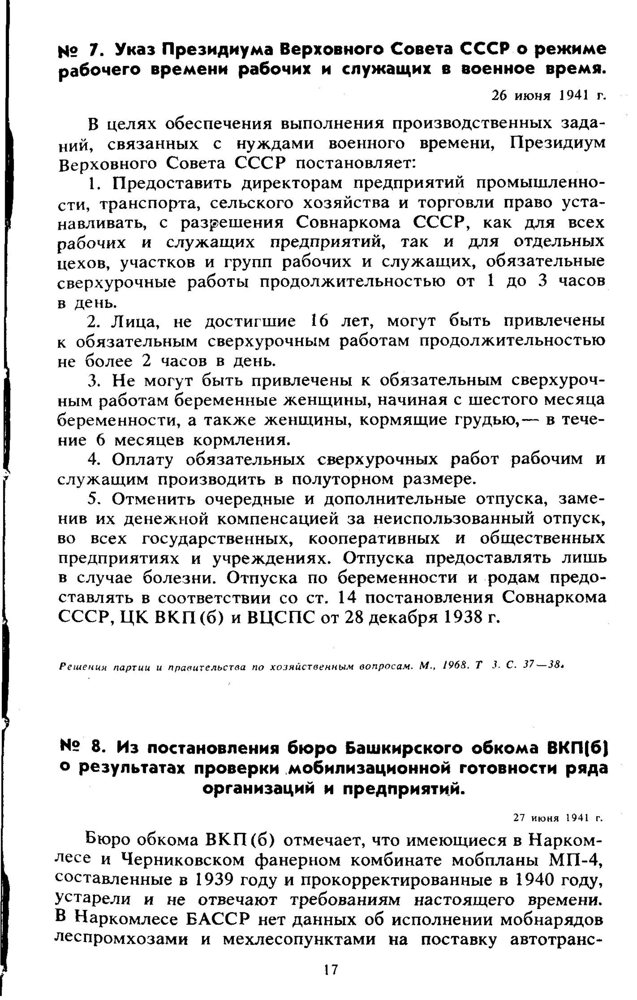 № 7. Указ Президиума Верховного Совета СССР о режиме
рабочего времени рабочих и служащих в военное время.
26 июня 1941 г.
В целях обеспечения выполнения производственных зада-
ний, связанных с нуждами военного времени, Президиум
Верховного Совета СССР постановляет:
1. Предоставить директорам предприятий промышленно-
сти, транспорта, сельского хозяйства и торговли право уста-
навливать, с разрешения Совнаркома СССР, как для всех
рабочих и служащих предприятий, так и для отдельных
цехов, участков и групп рабочих и служащих, обязательные
сверхурочные работы продолжительностью от 1 до 3 часов
в день.
2. Лица, не достигшие 16 лет, могут быть привлечены
к обязательным сверхурочным работам продолжительностью
не более 2 часов в день.
3. Не могут быть привлечены к обязательным сверхуроч-
ным работам беременные женщины, начиная с шестого месяца
беременности, а также женщины, кормящие грудью,— в тече-
ние 6 месяцев кормления.
4. Оплату обязательных сверхурочных работ рабочим и
служащим производить в полуторном размере.
5. Отменить очередные и дополнительные отпуска, заме-
нив их денежной компенсацией за неиспользованный отпуск,
во всех государственных, кооперативных и общественных
предприятиях и учреждениях. Отпуска предоставлять лишь
в случае болезни. Отпуска по беременности и родам предо-
ставлять в соответствии со ст. 14 постановления Совнаркома
СССР, ЦК ВКП(б) и ВЦСПС от 28 декабря 1938 г.
Решения партии и правительства по хозяйственным вопросам. М., 1968. Т 3. С. 37—38.
№ 8. Из постановления бюро Башкирского обкома ВКП(б)
о результатах проверки мобилизационной готовности ряда
организаций и предприятий.
27 июня 1941 г.
Бюро обкома ВКП(б) отмечает, что имеющиеся в Нарком-
лесе и Черниковском фанерном комбинате мобпланы МП-4,
составленные в 1939 году и прокорректированные в 1940 году,
устарели и не отвечают требованиям настоящего времени.
В Наркомлесе БАССР нет данных об исполнении мобнарядов
леспромхозами и мехлесопунктами на поставку автотранс-
17